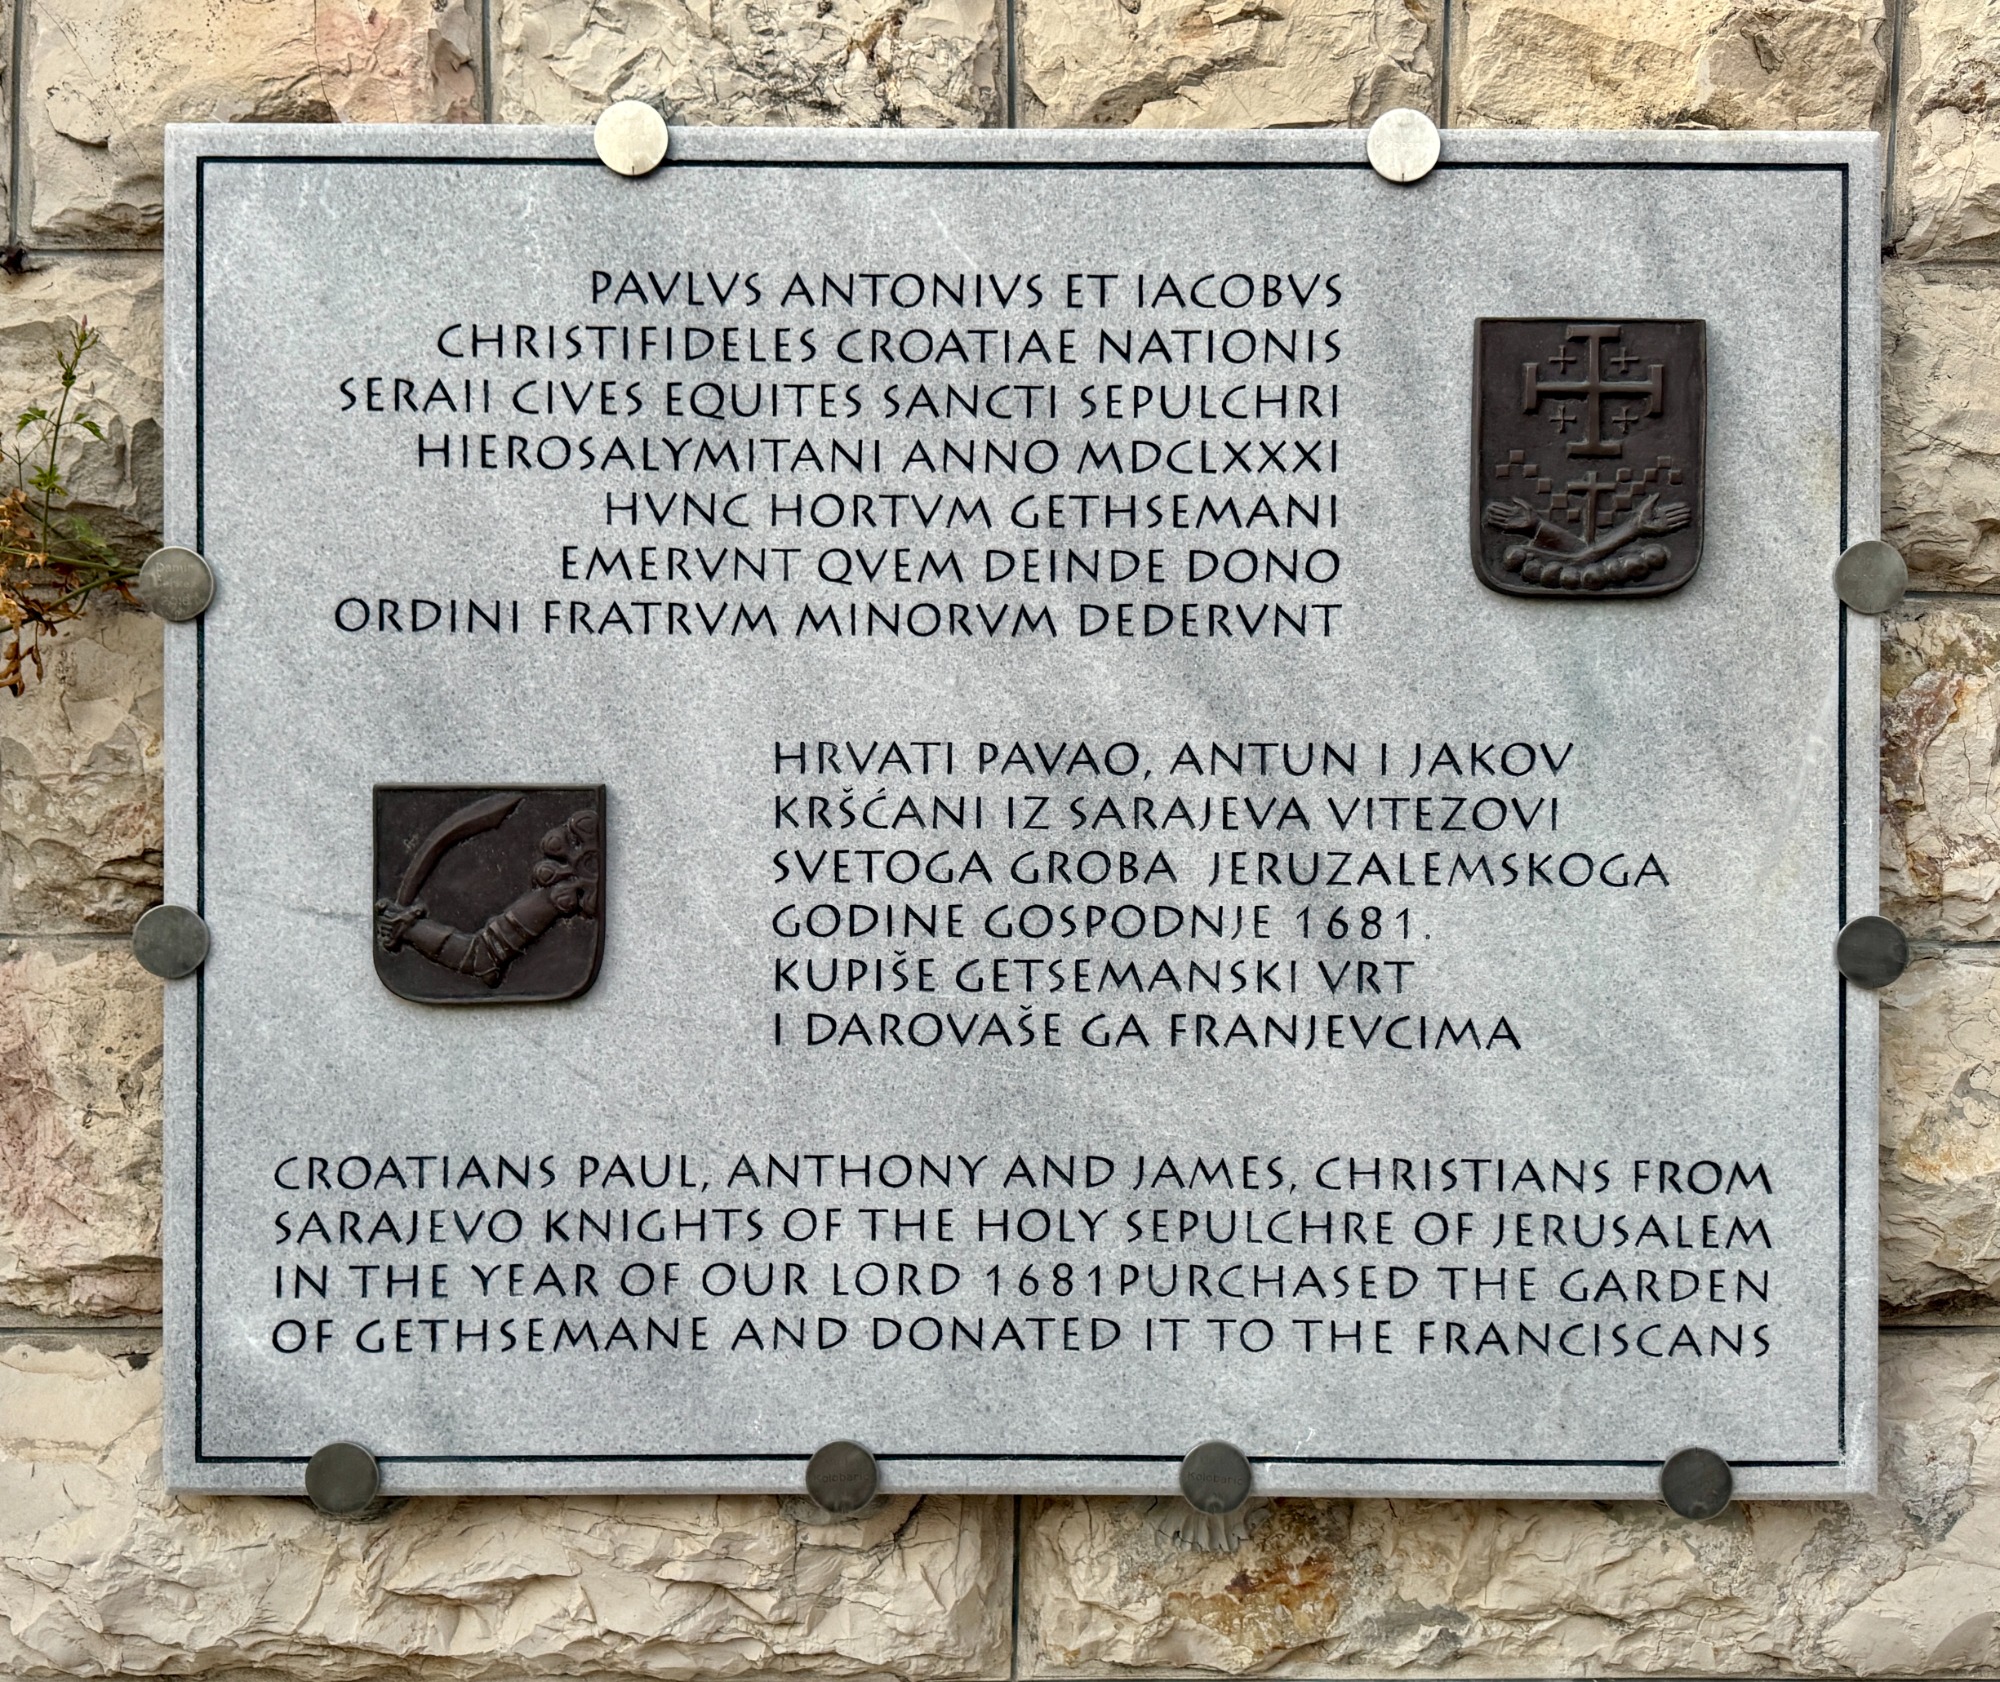 PAVLVS ANTONIVS ET IACOBVS
CHRISTIFIDELES CROATIAE NATIONIS
SERAII CIVES EQUITES SANCTI SEPULCHRI
HIEROSALYMITANI ANNO MDCLXXXI
HVNC HORTVM GETHSEMANI
EMERVNT QVEM DEINDE DONO
ORDINI FRATRVM MINORVM DEDERVNT
HRVATI PAVAO, ANTUN I JAKOV
KRŠĆANI IZ SARAJEVA VITEZOVI
SVETOGA GROBA JERUZALEMSKOGA
GODINE GOSPODNJE 1681.
KUPIŠE GETSEMANSKI VRT
I DAROVAŠE GA FRANJEVCIMA
CROATIANS PAUL, ANTHONY AND JAMES, CHRISTIANS FROM
SARAJEVO KNIGHTS OF THE HOLY SEPULCHRE OF JERUSALEM
IN THE YEAR OF OUR LORD 1681PURCHASED THE GARDEN
OF GETHSEMANE AND DONATED IT TO THE FRANCISCANS